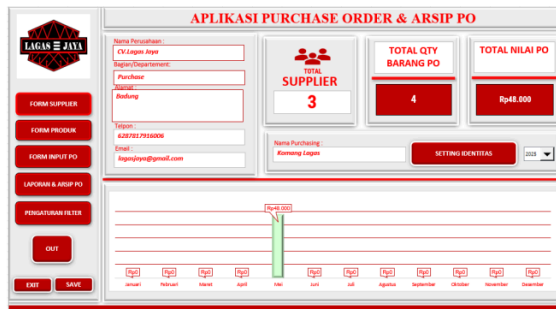 APLIKASI PURCHASE ORDER & ARSIP PO
LAGAS JAYA
FORM SUPPLIER
FORM PRODUK
FORM INPUT PO
LAPORAN & ARSIP PO
PENGATURAN FILTER
OUT
EXIT
SAVE
Nama Perusahaan :
CV.Lagas Jaya
Bagian/Departement:
Purchase
Alamat :
Badung
Telpon :
6287817916006
Email :
lagasjaya@gmail.com
TOTAL
SUPPLIER
3
TOTAL QTY
BARANG PO
4
TOTAL NILAI PO
Rp48.000
Nama Purchasing :
Komang Lagas
SETTING IDENTITAS
2023
Rp48.000
Rp0 Rp0 Rp0 Rp0 Rp0 Rp0 Rp0 Rp0 Rp0 Rp0 Rp0
Januari Februari Maret April Mei Juni Juli Agustus September Oktober November Desember